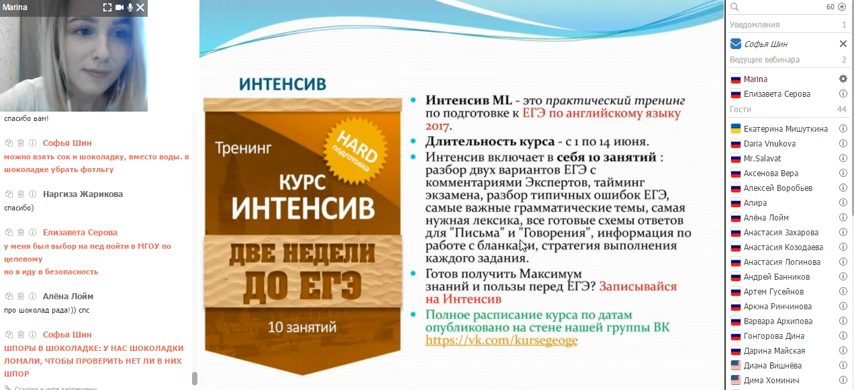 Marina
спасибо вам!
Софья Шин
можно взять сок и шоколадку, вместо воды. в
шоколадке убрать фотльгу
Наргиза Жарикова
спасибо)
Елизавета Серова
у меня был выбор на пед пойти в МГОУ по
целевому
но я иду в безопасность
Алёна Лойм
про шоколад рада!)) спс
Софья Шин
ШПОРЫ В ШОКОЛАДКЕ: У НАС ШОКОЛАДКИ
ЛОМАЛИ, ЧТОБЫ ПРОВЕРИТЬ НЕТ ЛИ В НИХ
ШПОР
ИНТЕНСИВ
Тренинг
HARD
подготовка
КУРС
ИНТЕНСИВ
ДВЕ НЕДЕЛИ
ДО ЕГЭ
10 занятий
Интенсив ML - это практический тренинг
по подготовке к ЕГЭ по английскому языку
2017.
Длительность курса - с 1 по 14 июня.
Интенсив включает в себя 10 занятий :
разбор двух вариантов ЕГЭ с
комментариями Экспертов, тайминг
экзамена, разбор типичных ошибок ЕГЭ,
самые важные грамматические темы, самая
нужная лексика, все готовые схемы ответов
для "Письма" и "Говорения", информация по
работе с бланками, стратегия выполнения
каждого задания.
Готов получить Максимум
знаний и пользы перед ЕГЭ? Записывайся
на Интенсив
Полное расписание курса по датам
опубликовано на стене нашей группы ВК
https://vk.com/kursegeoge
60
Уведомления 1
Софья Шин
Ведущие вебинара 2
Marina
Елизавета Серова
Гости 44
Екатерина Мишуткина
Daria Vnukova
Mr.Salavat
Аксенова Вера
Алексей Воробьев
Алира
Алёна Лойм
Анастасия Захарова
Анастасия Козодаева
Анастасия Логинова
Андрей Банников
Артем Гусейнов
Арюна Ринчинова
Варвара Архипова
Гонгорова Дина
Дарина Майская
Диана Вишнёва
Дима Хоминич